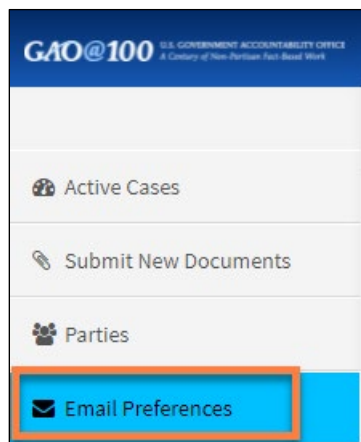 GAO@100 U.S. GOVERNMENT ACCOUNTABILITY OFFICE
A Century of Non-Partisan Fact-Based Work
Active Cases
Submit New Documents
Parties
Email Preferences